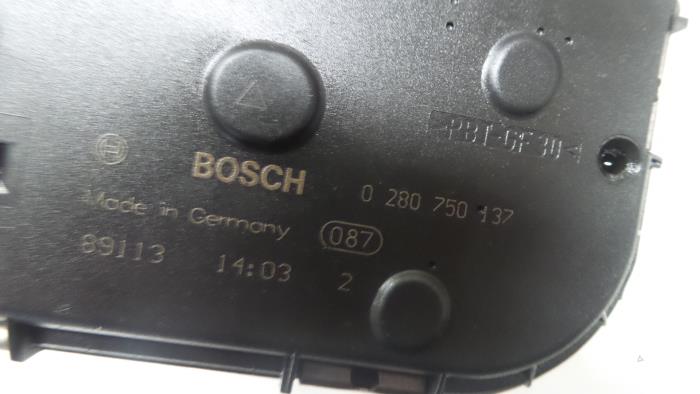 >PBT-GF30<
BOSCH 0 280 750 137
Made in Germany 087
89113 14:03 2